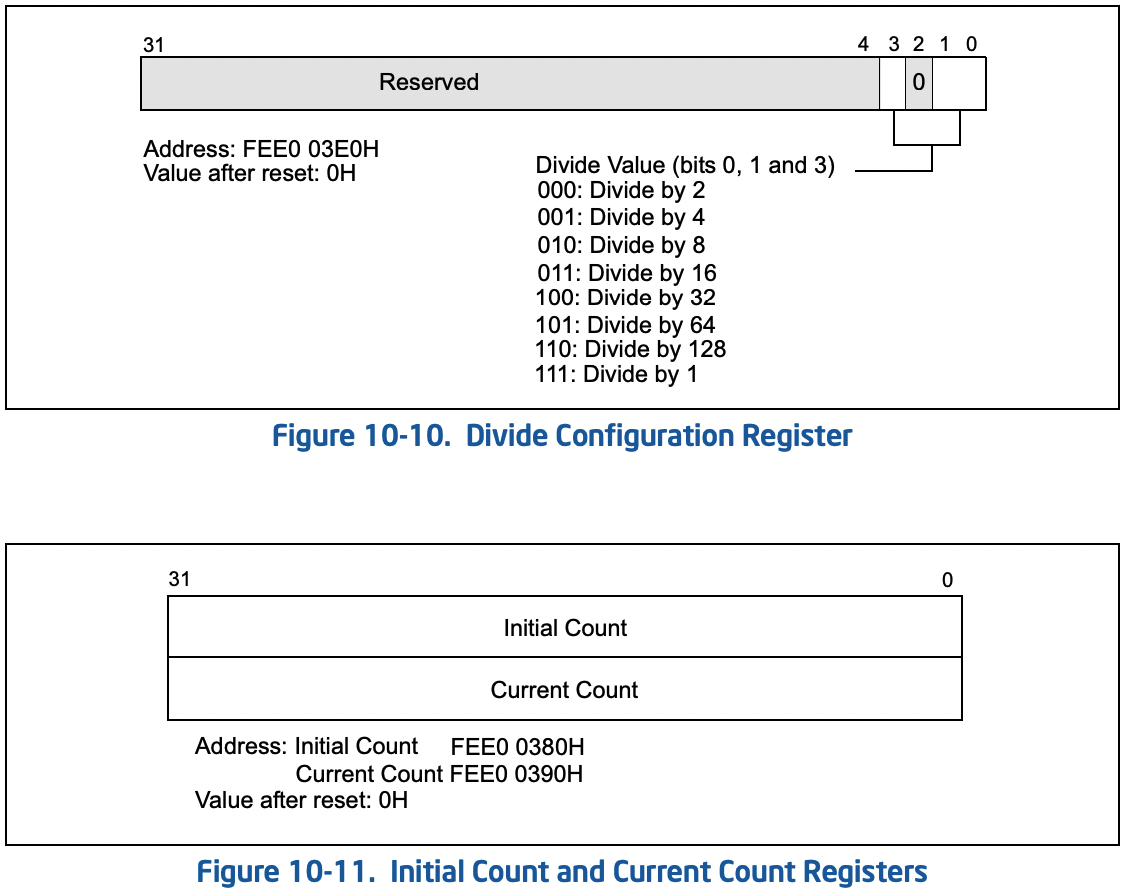 31 4 3 2 1 0
Reserved 0
Address: FEE0 03E0H
Value after reset: 0H
Divide Value (bits 0, 1 and 3)
000: Divide by 2
001: Divide by 4
010: Divide by 8
011: Divide by 16
100: Divide by 32
101: Divide by 64
110: Divide by 128
111: Divide by 1
Figure 10-10. Divide Configuration Register
31 0
Initial Count
Current Count
Address: Initial Count FEE0 0380H
Current Count FEE0 0390H
Value after reset: 0H
Figure 10-11. Initial Count and Current Count Registers